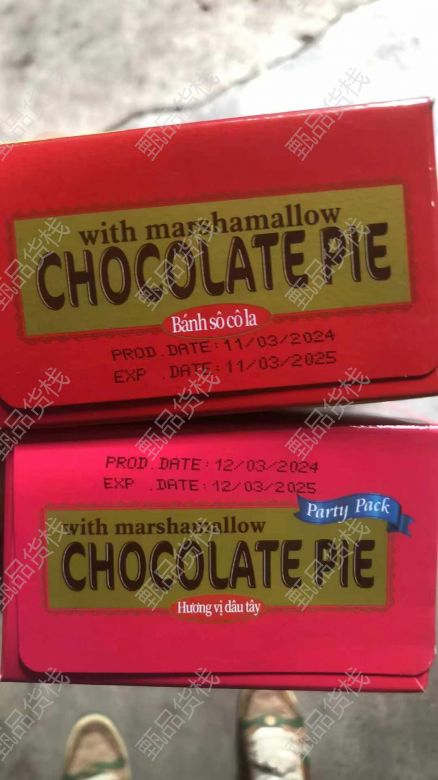 with marshamallow
CHOCOLATE PIE
Bánh sô cô la
PROD.DATE:11/03/2024
EXP .DATE:11/03/2025
PROD.DATE:12/03/2024
EXP .DATE:12/03/2025
Party Pack
with marshamallow
CHOCOLATE PIE
Hương vị dâu tây
甄品货栈